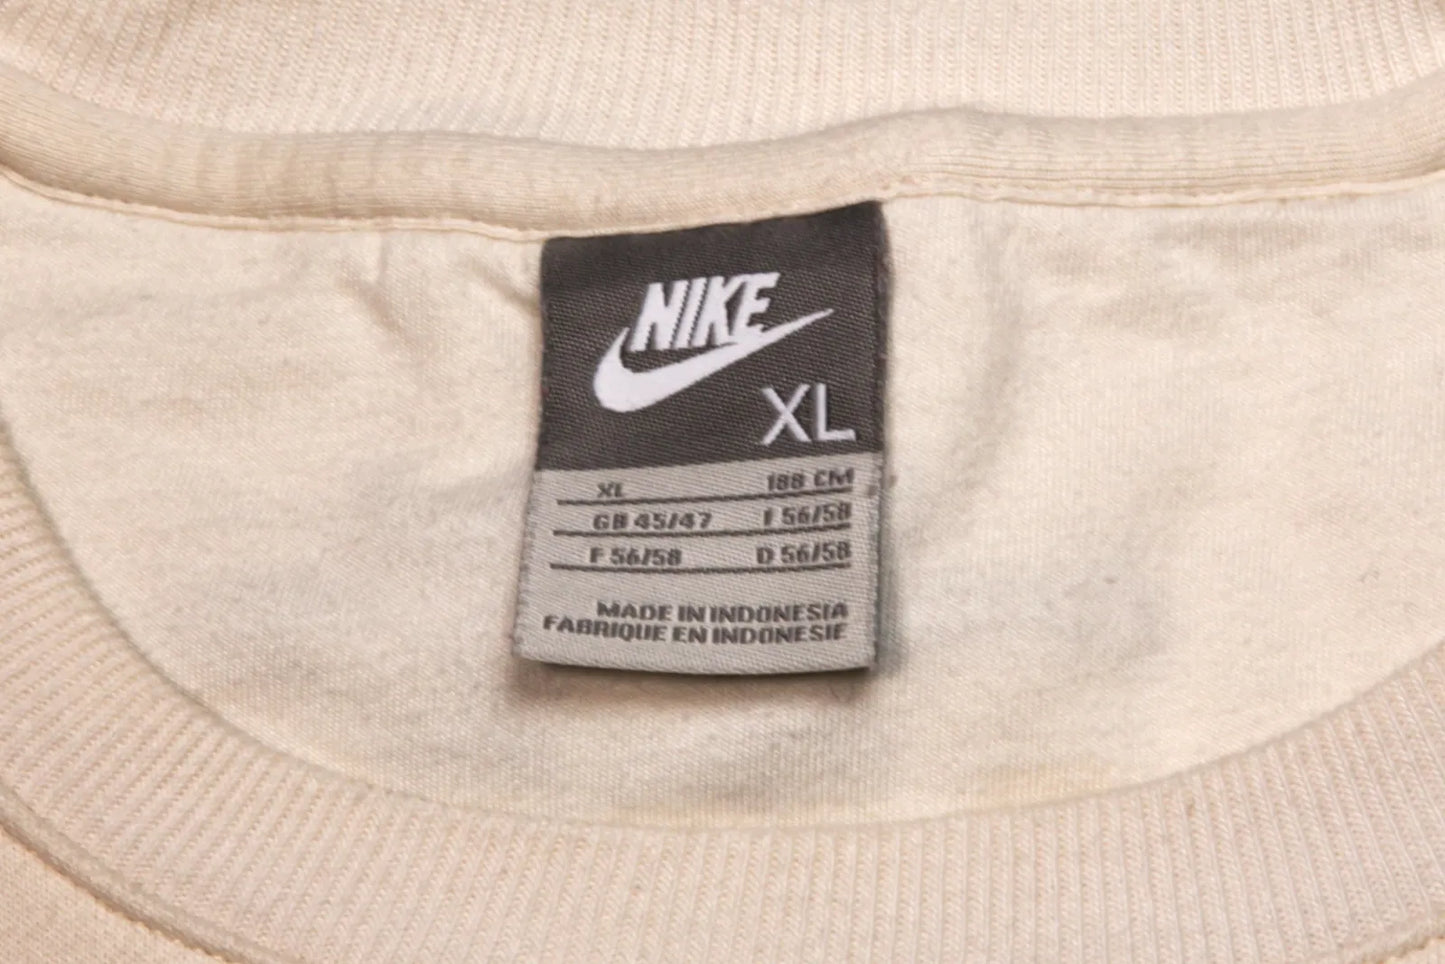 NIKE
XL
XL 188 CM
GB 45/47 I 56/58
F 56/58 D 56/58
MADE IN INDONESIA
FABRIQUE EN INDONESIE